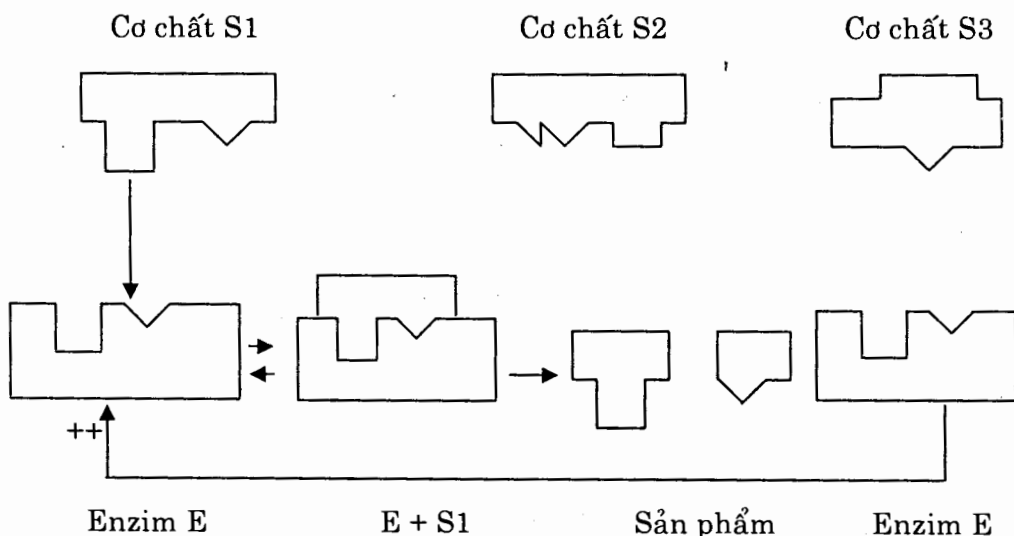 Cơ chất S1 Cơ chất S2 Cơ chất S3
++
Enzim E E + S1 Sản phẩm Enzim E